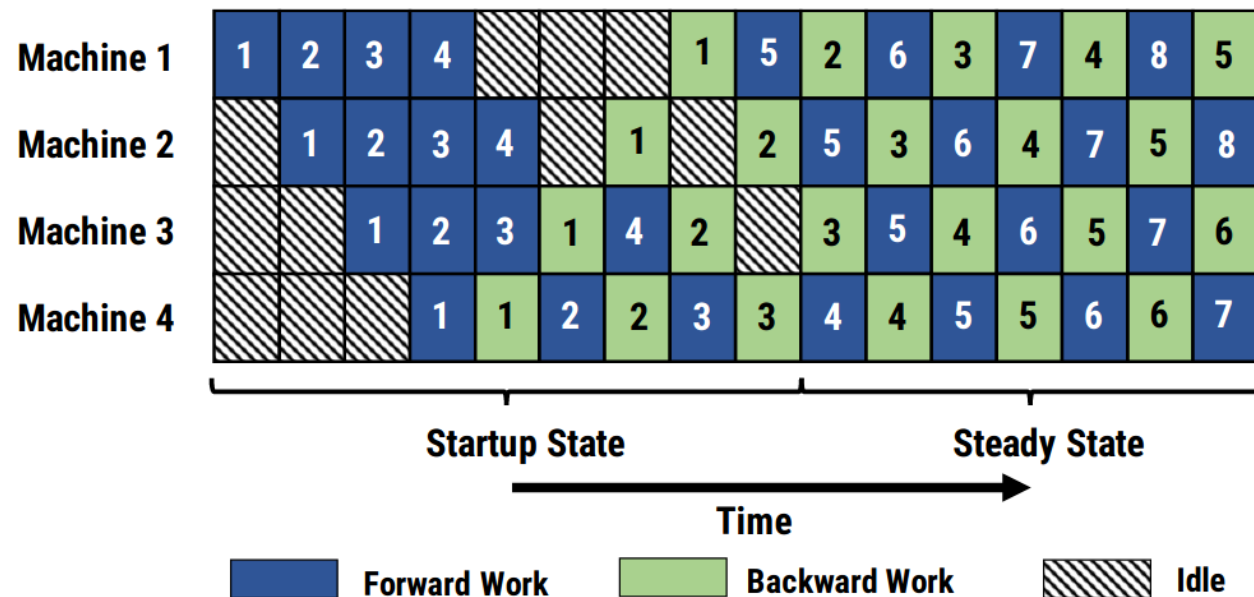 Machine 1 1 2 3 4 1 5 2 6 3 7 4 8 5
Machine 2 1 2 3 4 1 2 5 3 6 4 7 5 8
Machine 3 1 2 3 1 4 2 3 5 4 6 5 7 6
Machine 4 1 1 2 2 3 3 4 4 5 5 6 6 7
Startup State Steady State
Time
Forward Work Backward Work Idle